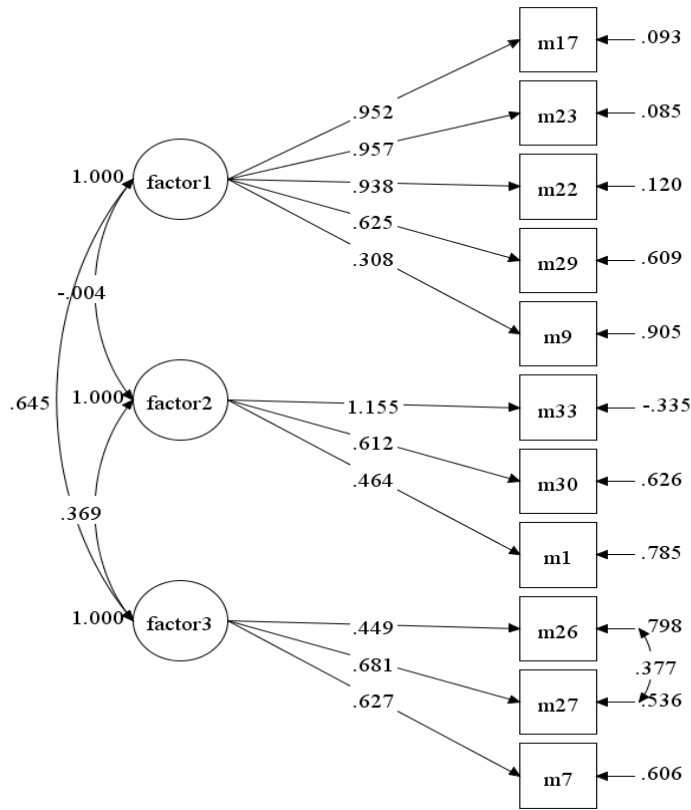 m17
.093
.952
m23
.085
.957
1.000
factor1
.938
m22
.120
.625
m29
.609
.308
-.004
m9
.905
.645
1.000
factor2
1.155
m33
-.335
.612
m30
.626
.464
.369
m1
.785
1.000
factor3
.449
m26
.798
.377
.681
m27
.536
.627
m7
.606